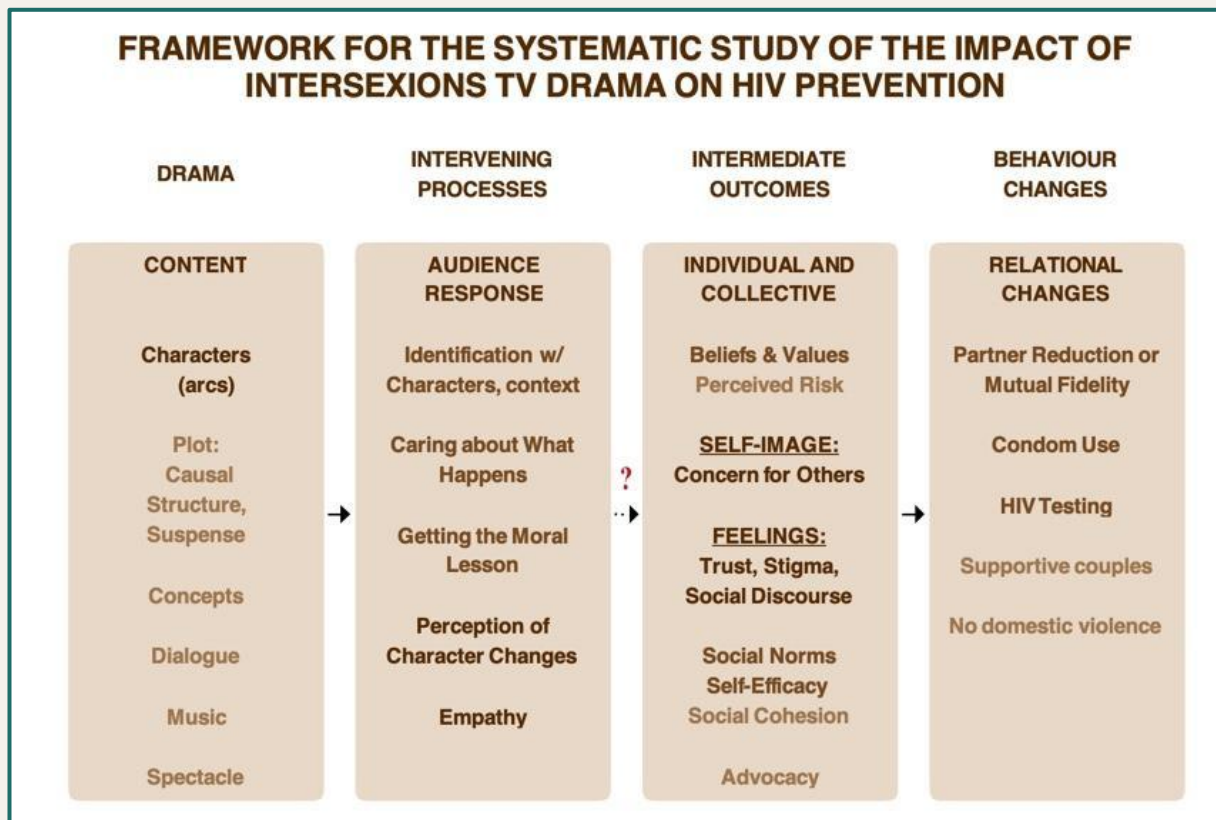 FRAMEWORK FOR THE SYSTEMATIC STUDY OF THE IMPACT OF
INTERSEXIONS TV DRAMA ON HIV PREVENTION
DRAMA
CONTENT
Characters
(arcs)
Plot:
Causal
Structure,
Suspense
Concepts
Dialogue
Music
Spectacle
INTERVENING
PROCESSES
AUDIENCE
RESPONSE
Identification w/
Characters, context
Caring about What
Happens
Getting the Moral
Lesson
Perception of
Character Changes
Empathy
?
INTERMEDIATE
OUTCOMES
INDIVIDUAL AND
COLLECTIVE
Beliefs & Values
Perceived Risk
SELF-IMAGE:
Concern for Others
FEELINGS:
Trust, Stigma,
Social Discourse
Social Norms
Self-Efficacy
Social Cohesion
Advocacy
BEHAVIOUR
CHANGES
RELATIONAL
CHANGES
Partner Reduction or
Mutual Fidelity
Condom Use
HIV Testing
Supportive couples
No domestic violence